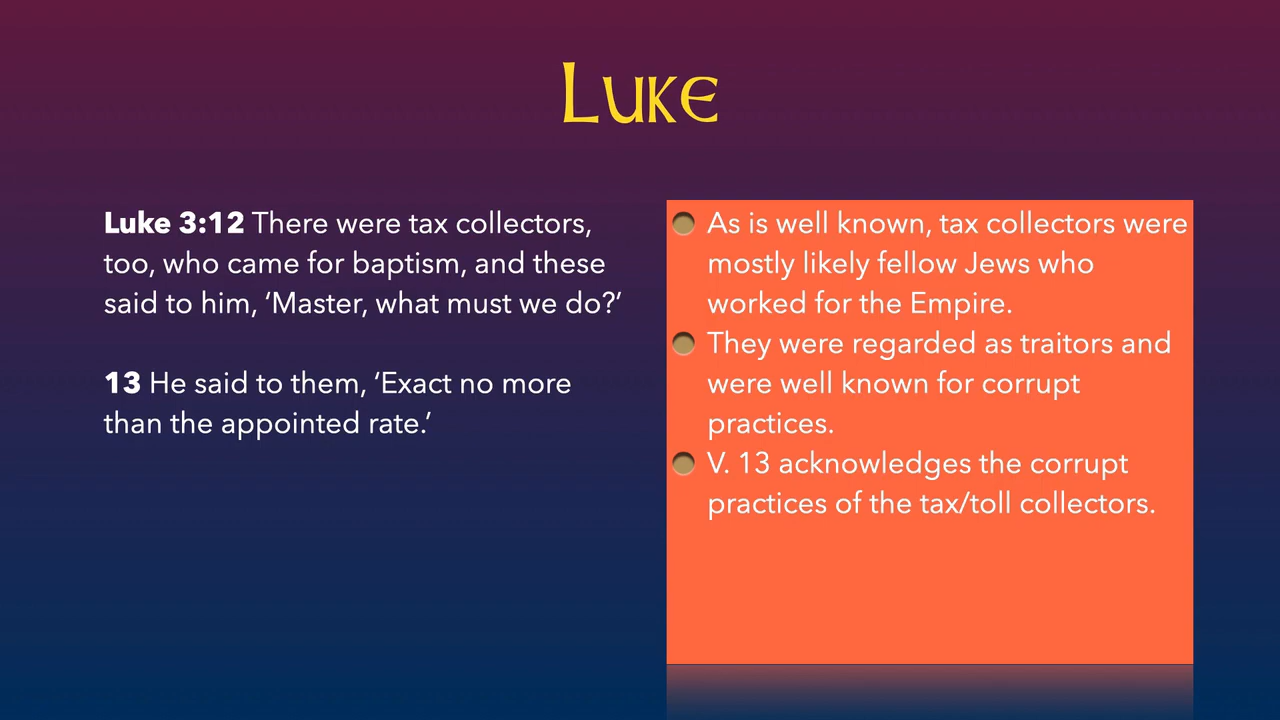 Luke
Luke 3:12 There were tax collectors,
too, who came for baptism, and these
said to him, ‘Master, what must we do?’
13 He said to them, ‘Exact no more
than the appointed rate.’
As is well known, tax collectors were
mostly likely fellow Jews who
worked for the Empire.
They were regarded as traitors and
were well known for corrupt
practices.
V. 13 acknowledges the corrupt
practices of the tax/toll collectors.